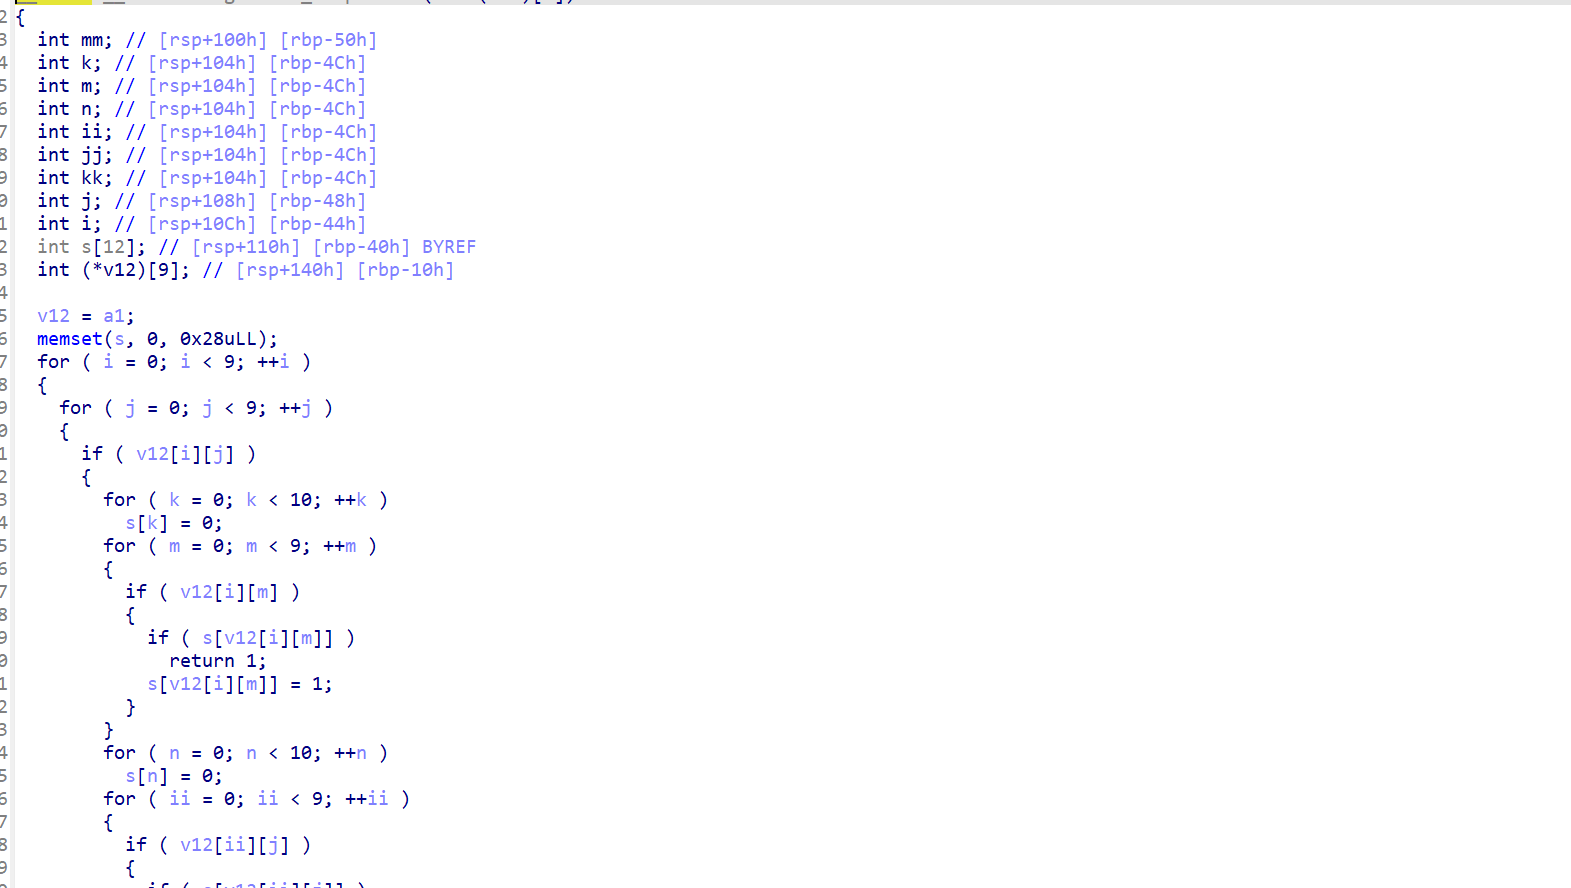 2 {
3   int mm; // [rsp+100h] [rbp-50h]
4   int k; // [rsp+104h] [rbp-4Ch]
5   int m; // [rsp+104h] [rbp-4Ch]
6   int n; // [rsp+104h] [rbp-4Ch]
7   int ii; // [rsp+104h] [rbp-4Ch]
8   int jj; // [rsp+104h] [rbp-4Ch]
9   int kk; // [rsp+104h] [rbp-4Ch]
0   int j; // [rsp+108h] [rbp-48h]
1   int i; // [rsp+10Ch] [rbp-44h]
2   int s[12]; // [rsp+110h] [rbp-40h] BYREF
3   int (*v12)[9]; // [rsp+140h] [rbp-10h]
4
5   v12 = a1;
6   memset(s, 0, 0x28uLL);
7   for ( i = 0; i < 9; ++i )
8   {
9     for ( j = 0; j < 9; ++j )
0     {
1       if ( v12[i][j] )
2       {
3         for ( k = 0; k < 10; ++k )
4           s[k] = 0;
5         for ( m = 0; m < 9; ++m )
6         {
7           if ( v12[i][m] )
8           {
9             if ( s[v12[i][m]] )
0               return 1;
1             s[v12[i][m]] = 1;
2           }
3         }
4         for ( n = 0; n < 10; ++n )
5           s[n] = 0;
6         for ( ii = 0; ii < 9; ++ii )
7         {
8           if ( v12[ii][j] )
9           {